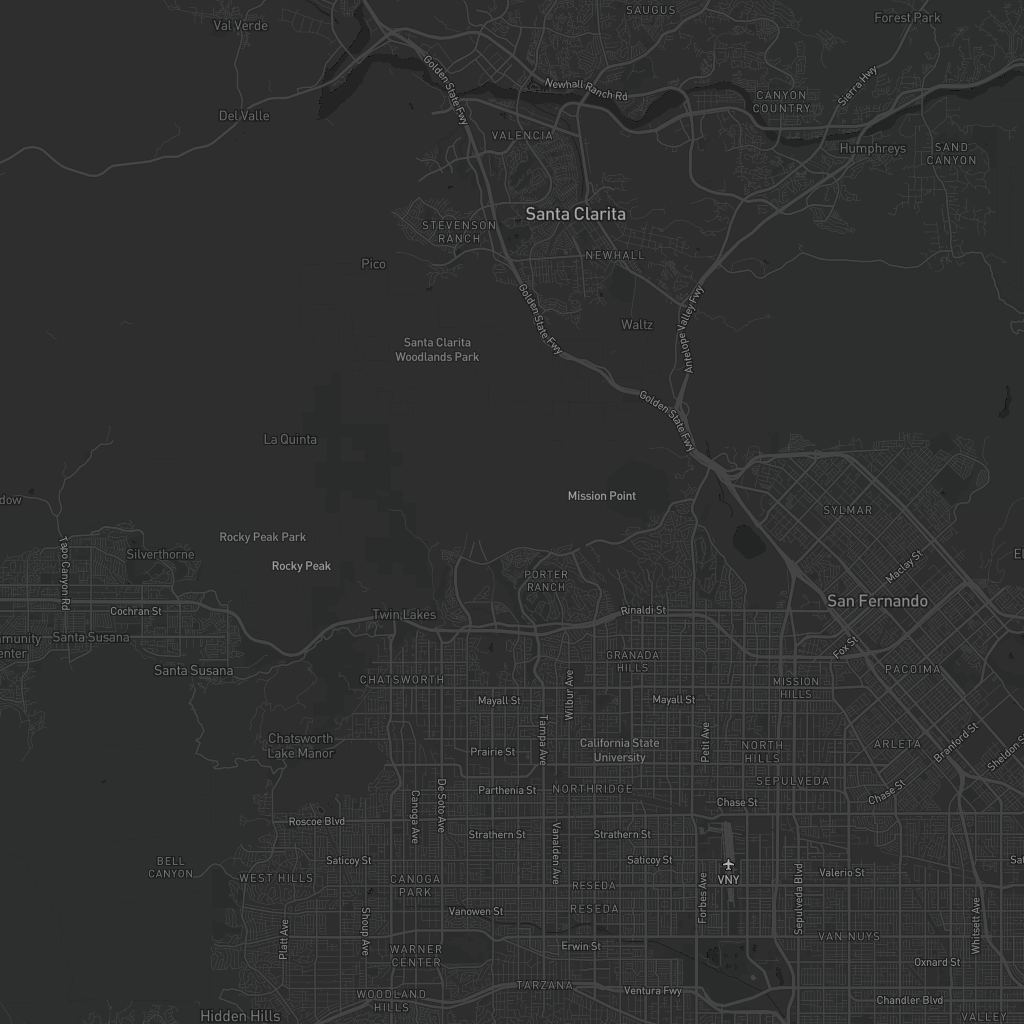 SAUGUS
Forest Park
Val Verde
Golden State Fwy
Newhall Ranch Rd
Sierra Hwy
CANYON
COUNTRY
Del Valle
VALENCIA
Humphreys
SAND
CANYON
Santa Clarita
STEVENSON
RANCH
NEWHALL
Pico
Golden State Fwy
Antelope Valley Fwy
Waltz
Santa Clarita
Woodlands Park
Golden State Fwy
La Quinta
Mission Point
dow
SYLMAR
Rocky Peak Park
Silverthorne
Rocky Peak
Tapo Canyon Rd
El
Maclay St
PORTER
RANCH
San Fernando
Cochran St
Twin Lakes
Rinaldi St
mmunity
enter
Santa Susana
Fox St
Santa Susana
GRANADA
HILLS
PACOIMA
CHATSWORTH
MISSION
HILLS
Wilbur Ave
Mayall St
Mayall St
Chatsworth
Lake Manor
Tampa Ave
Prairie St
California State
University
Petit Ave
NORTH
HILLS
ARLETA
Branford St
Sheldon S
SEPULVEDA
Parthenia St
NORTHRIDGE
Chase St
Chase St
Canoga Ave
De Soto Ave
Roscoe Blvd
Strathern St
Strathern St
Vanalden Ave
Saticoy St
Saticoy St
Sat
BELL
CANYON
WEST HILLS
VNY
Valerio St
CANOGA
PARK
RESEDA
Forbes Ave
Sepulveda Blvd
Vanowen St
RESEDA
Whitsett Ave
Platt Ave
Shoup Ave
VAN NUYS
WARNER
CENTER
Erwin St
Oxnard St
TARZANA
Ventura Fwy
WOODLAND
HILLS
Chandler Blvd
Hidden Hills
VALLEY